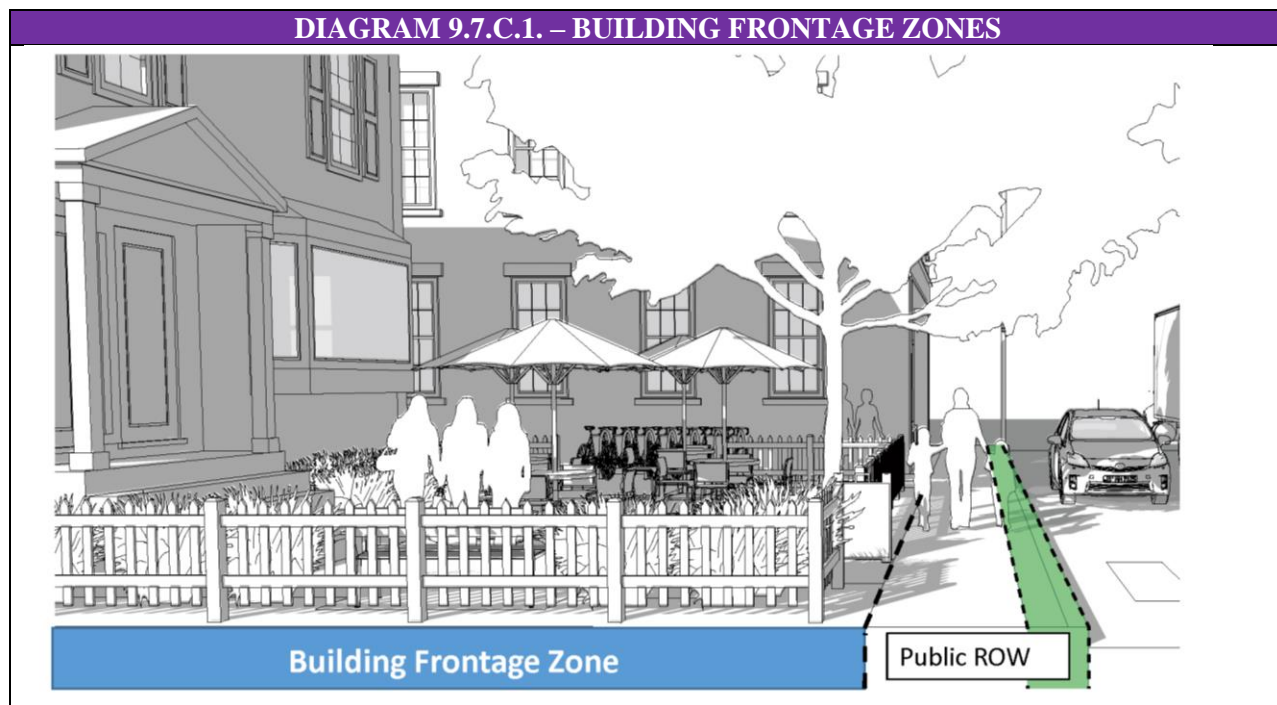 DIAGRAM 9.7.C.1. – BUILDING FRONTAGE ZONES
Building Frontage Zone
Public ROW